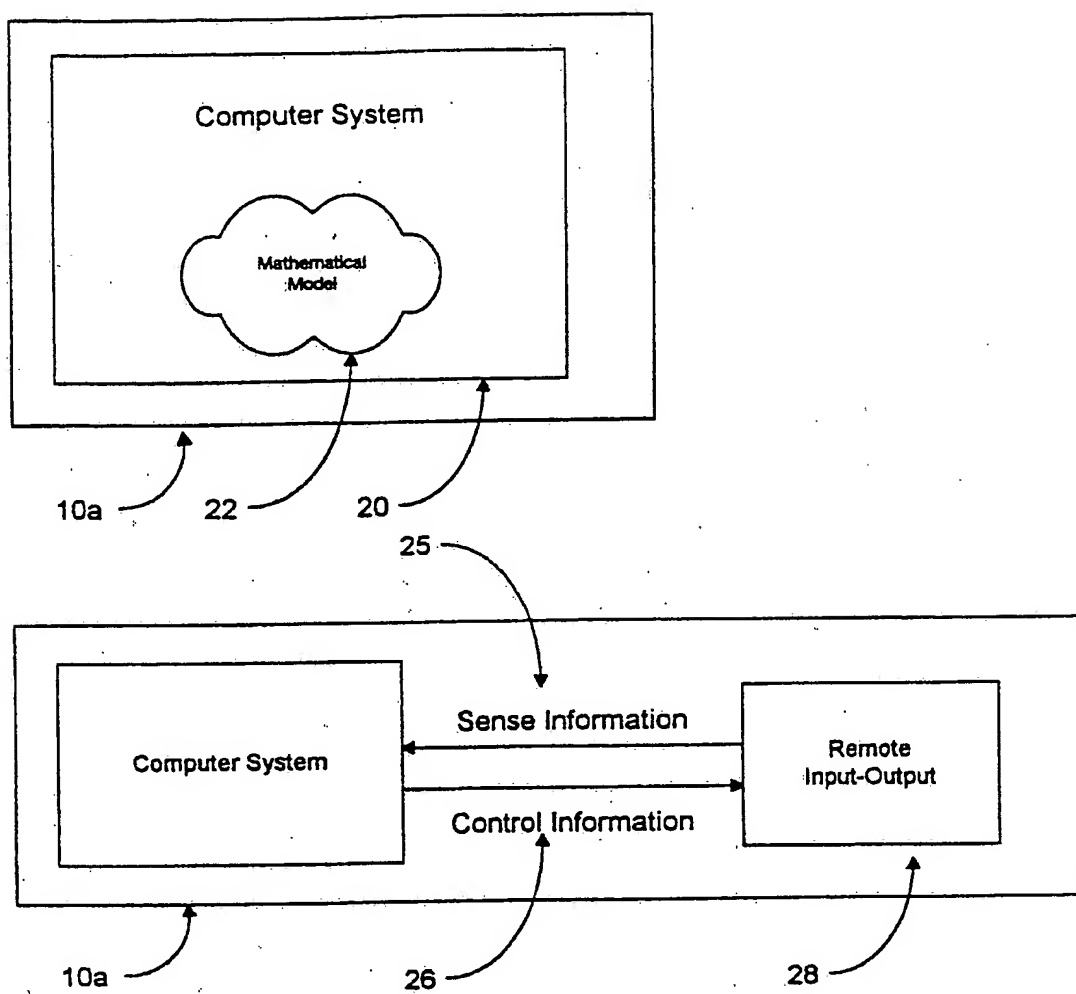 Computer System
Mathematical
Model
10a
22
20
25
Sense Information
Computer System
Remote
Input-Output
Control Information
10a
26
28